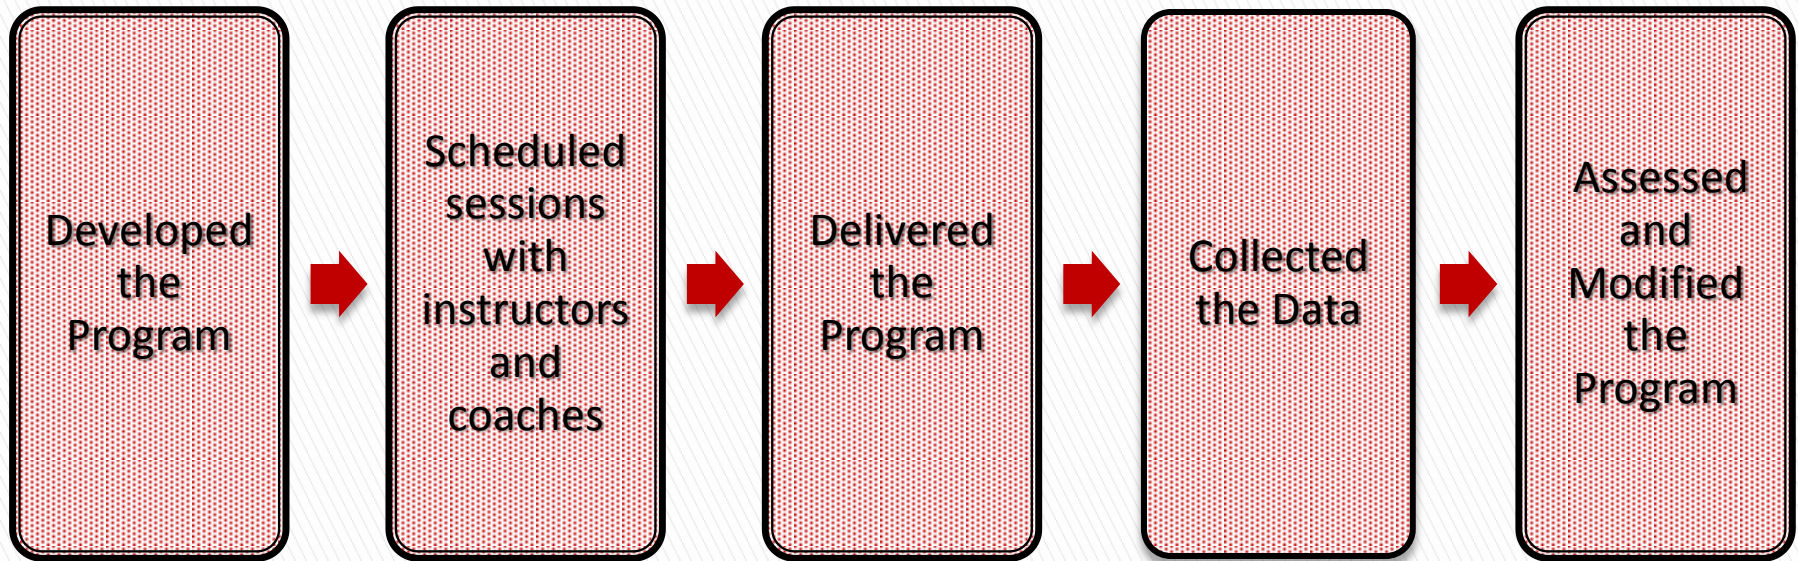 Developed
the
Program
Scheduled
sessions
with
instructors
and
coaches
Delivered
the
Program
Collected
the Data
Assessed
and
Modified
the
Program